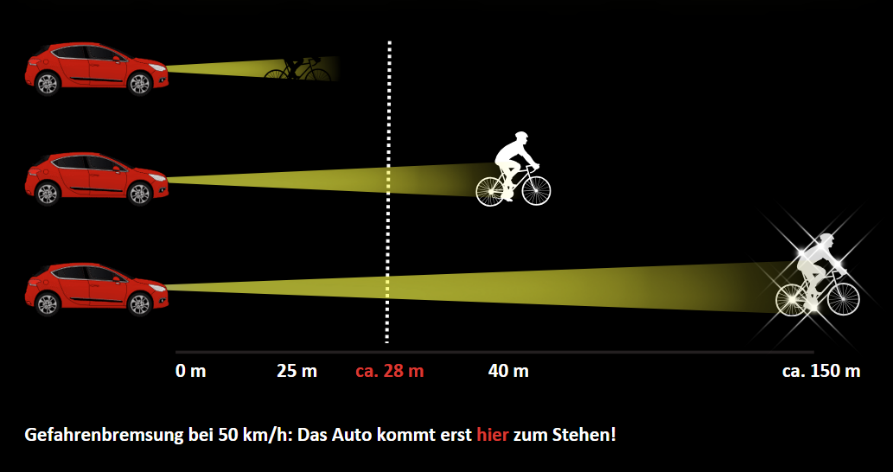 0 m 25 m ca. 28 m 40 m ca. 150 m
Gefahrenbremsung bei 50 km/h: Das Auto kommt erst hier zum Stehen!